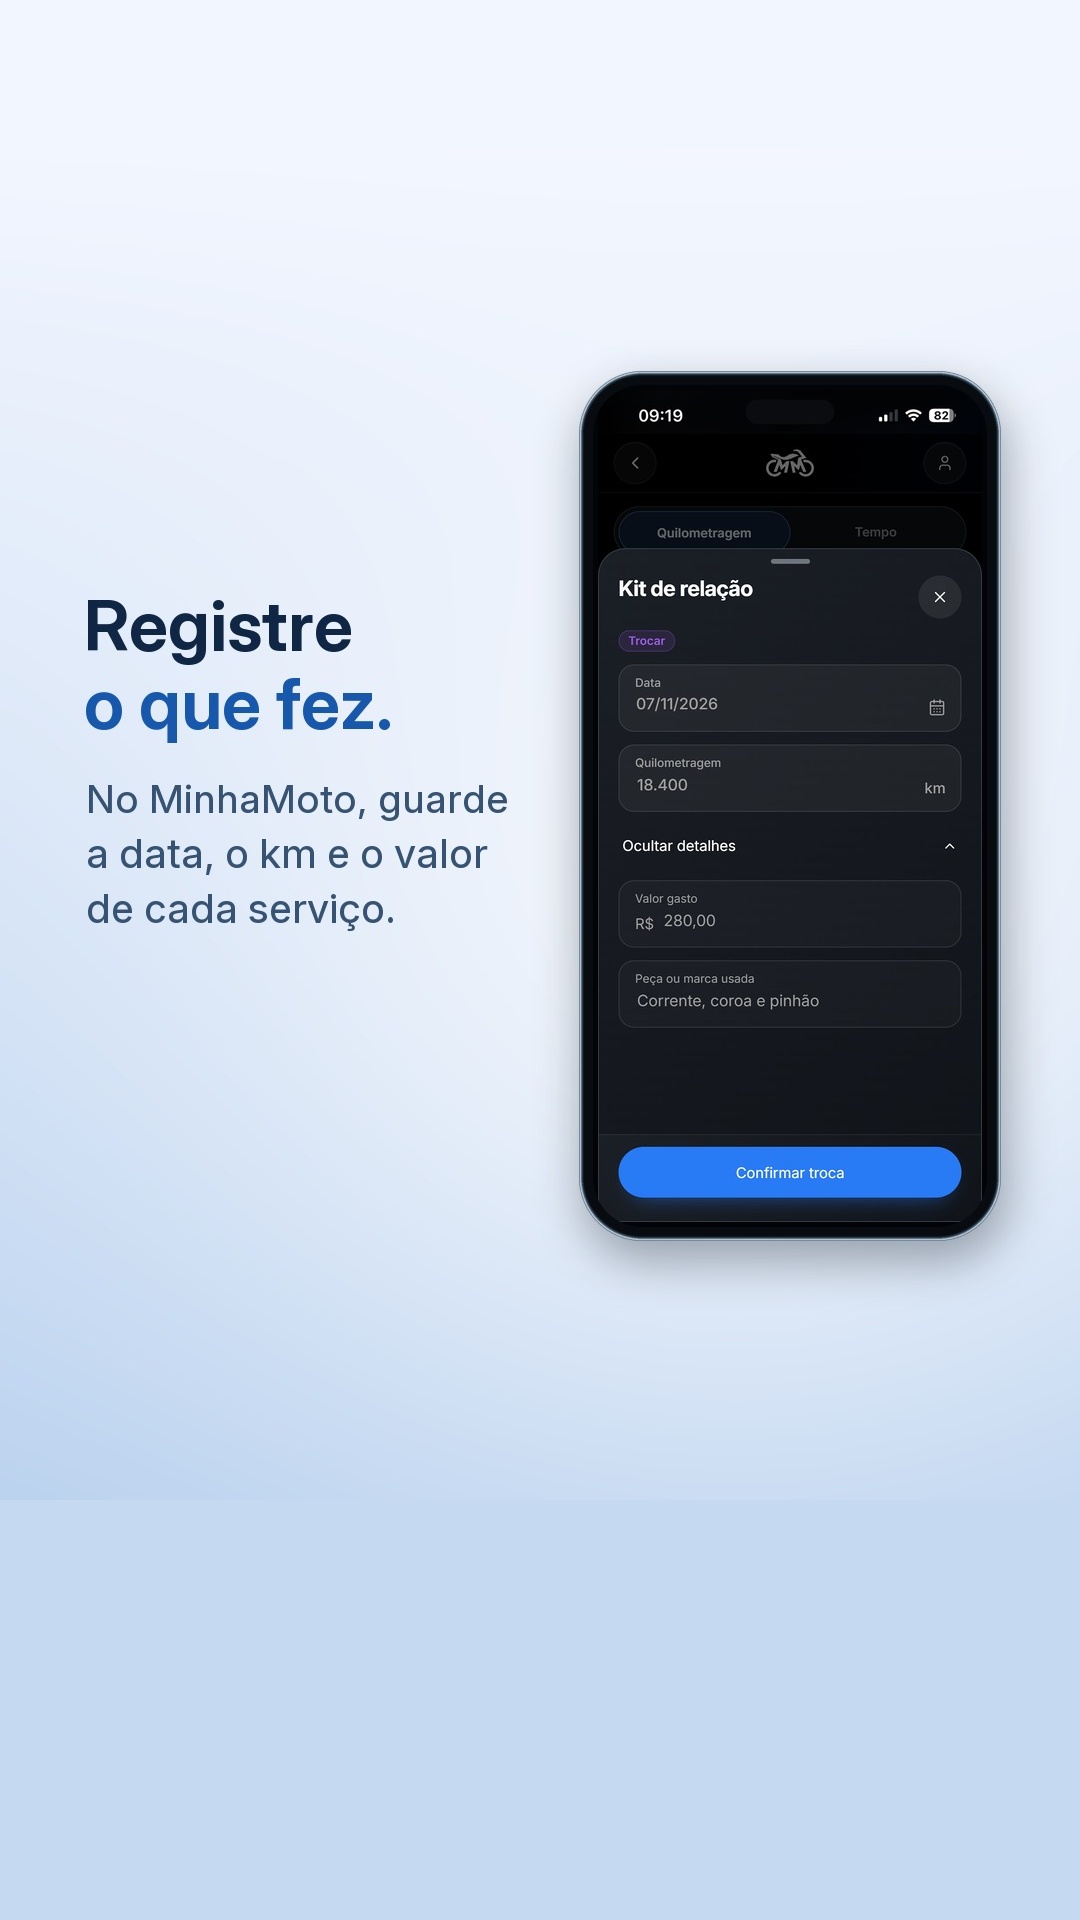 Registre
o que fez.
No MinhaMoto, guarde
a data, o km e o valor
de cada serviço.
09:19
82
MM
Quilometragem
Tempo
Kit de relação
Trocar
Data
07/11/2026
Quilometragem
18.400
km
Ocultar detalhes
Valor gasto
R$ 280,00
Peça ou marca usada
Corrente, coroa e pinhão
Confirmar troca